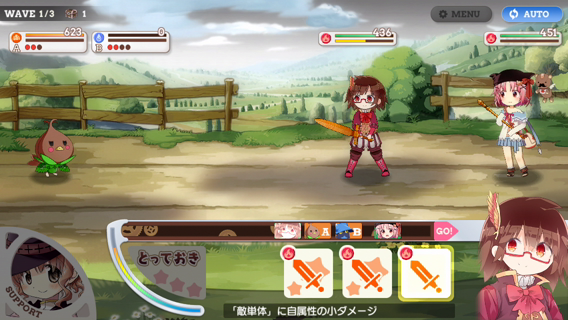 WAVE 1/3 1
MENU
AUTO
623
A
0
B
436
451
A B GO!
とっておき
SUPPORT
「敵単体」に自属性の小ダメージ